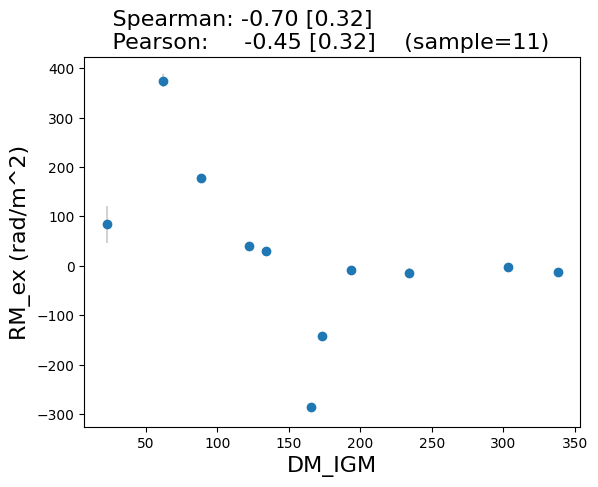 Spearman: -0.70 [0.32]
Pearson: -0.45 [0.32] (sample=11)
400
300
200
100
0
−100
−200
−300
RM_ex (rad/m^2)
50 100 150 200 250 300 350
DM_IGM